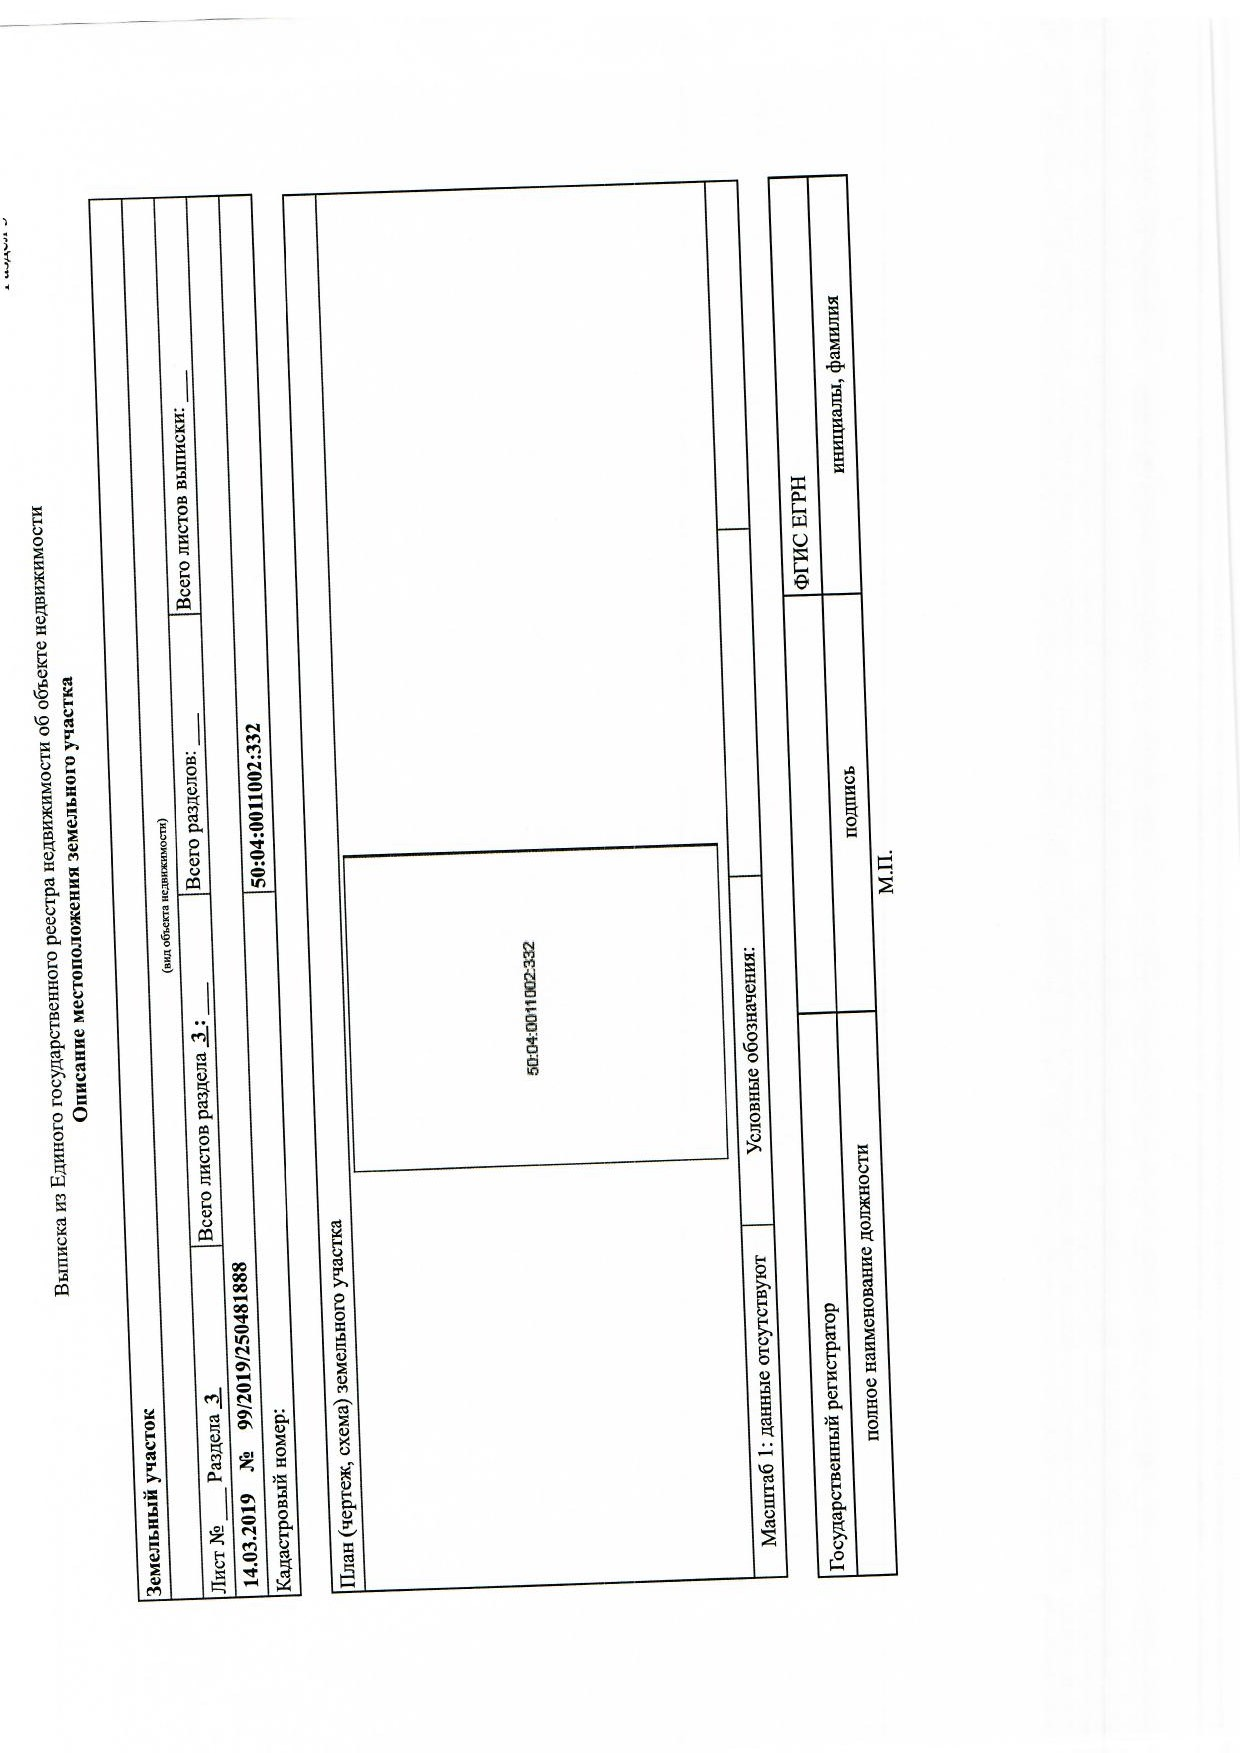 Выписка из Единого государственного реестра недвижимости об объекте недвижимости
Описание местоположения земельного участка
Земельный участок
(вид объекта недвижимости)
Лист № ___ Раздела 3 Всего листов раздела 3 : ___ Всего разделов: ___ Всего листов выписки: ___
14.03.2019 № 99/2019/250481888
Кадастровый номер: 50:04:0011002:332
План (чертеж, схема) земельного участка
50:04:0011002:332
Масштаб 1: данные отсутствуют Условные обозначения:
Государственный регистратор ФГИС ЕГРН
полное наименование должности подпись инициалы, фамилия
М.П.